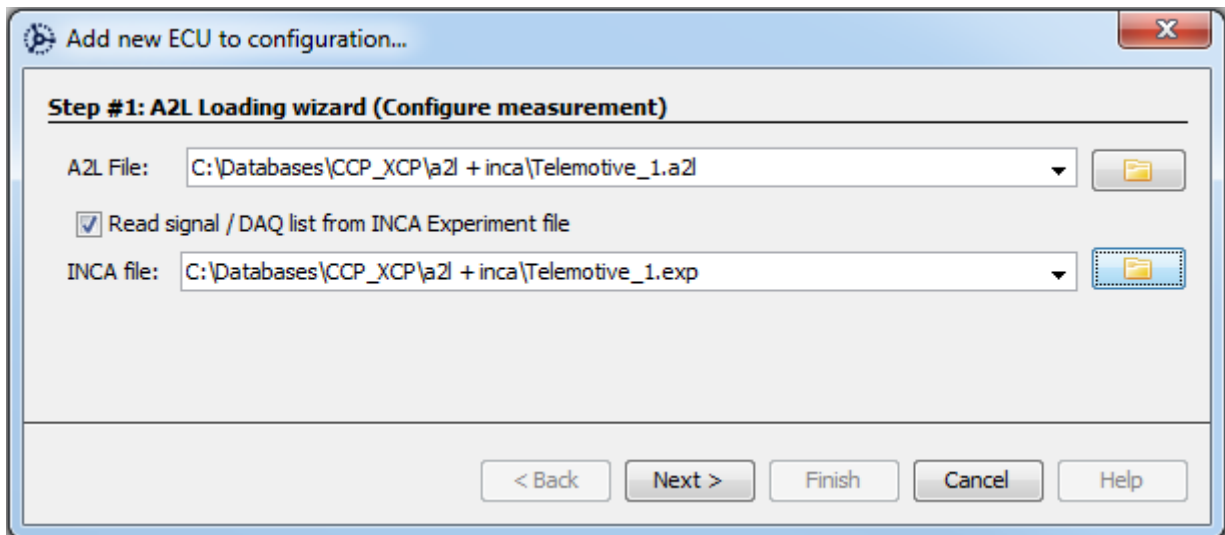 Add new ECU to configuration...
Step #1: A2L Loading wizard (Configure measurement)
A2L File: C:\Databases\CCP_XCP\a2l + inca\Telemotive_1.a2l
Read signal / DAQ list from INCA Experiment file
INCA file: C:\Databases\CCP_XCP\a2l + inca\Telemotive_1.exp
< Back Next > Finish Cancel Help